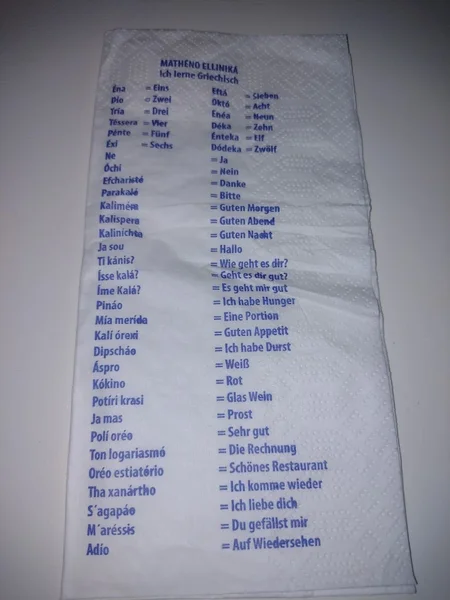 MATHÉNO ELLINIKA
Ich lerne Griechisch
Éna = Eins Eftá = Sieben
Dío = Zwei Októ = Acht
Tría = Drei Enéa = Neun
Téssera = Vier Déka = Zehn
Pénte = Fünf Énteka = Elf
Éxi = Sechs Dódeka = Zwölf
Ne = Ja
Óchi = Nein
Efcharistó = Danke
Parakaló = Bitte
Kaliméra = Guten Morgen
Kalispera = Guten Abend
Kaliníchta = Guten Nacht
Ja sou = Hallo
Ti kánis? = Wie geht es dir?
Ísse kalá? = Geht es dir gut?
Íme Kalá? = Es geht mir gut
Pináo = Ich habe Hunger
Mía merída = Eine Portion
Kalí órexi = Guten Appetit
Dipscháo = Ich habe Durst
Áspro = Weiß
Kókino = Rot
Potíri krasi = Glas Wein
Ja mas = Prost
Polí oréo = Sehr gut
Ton logariasmó = Die Rechnung
Oréo estiatório = Schönes Restaurant
Tha xanártho = Ich komme wieder
S´agapáo = Ich liebe dich
M´aréssis = Du gefällst mir
Adío = Auf Wiedersehen